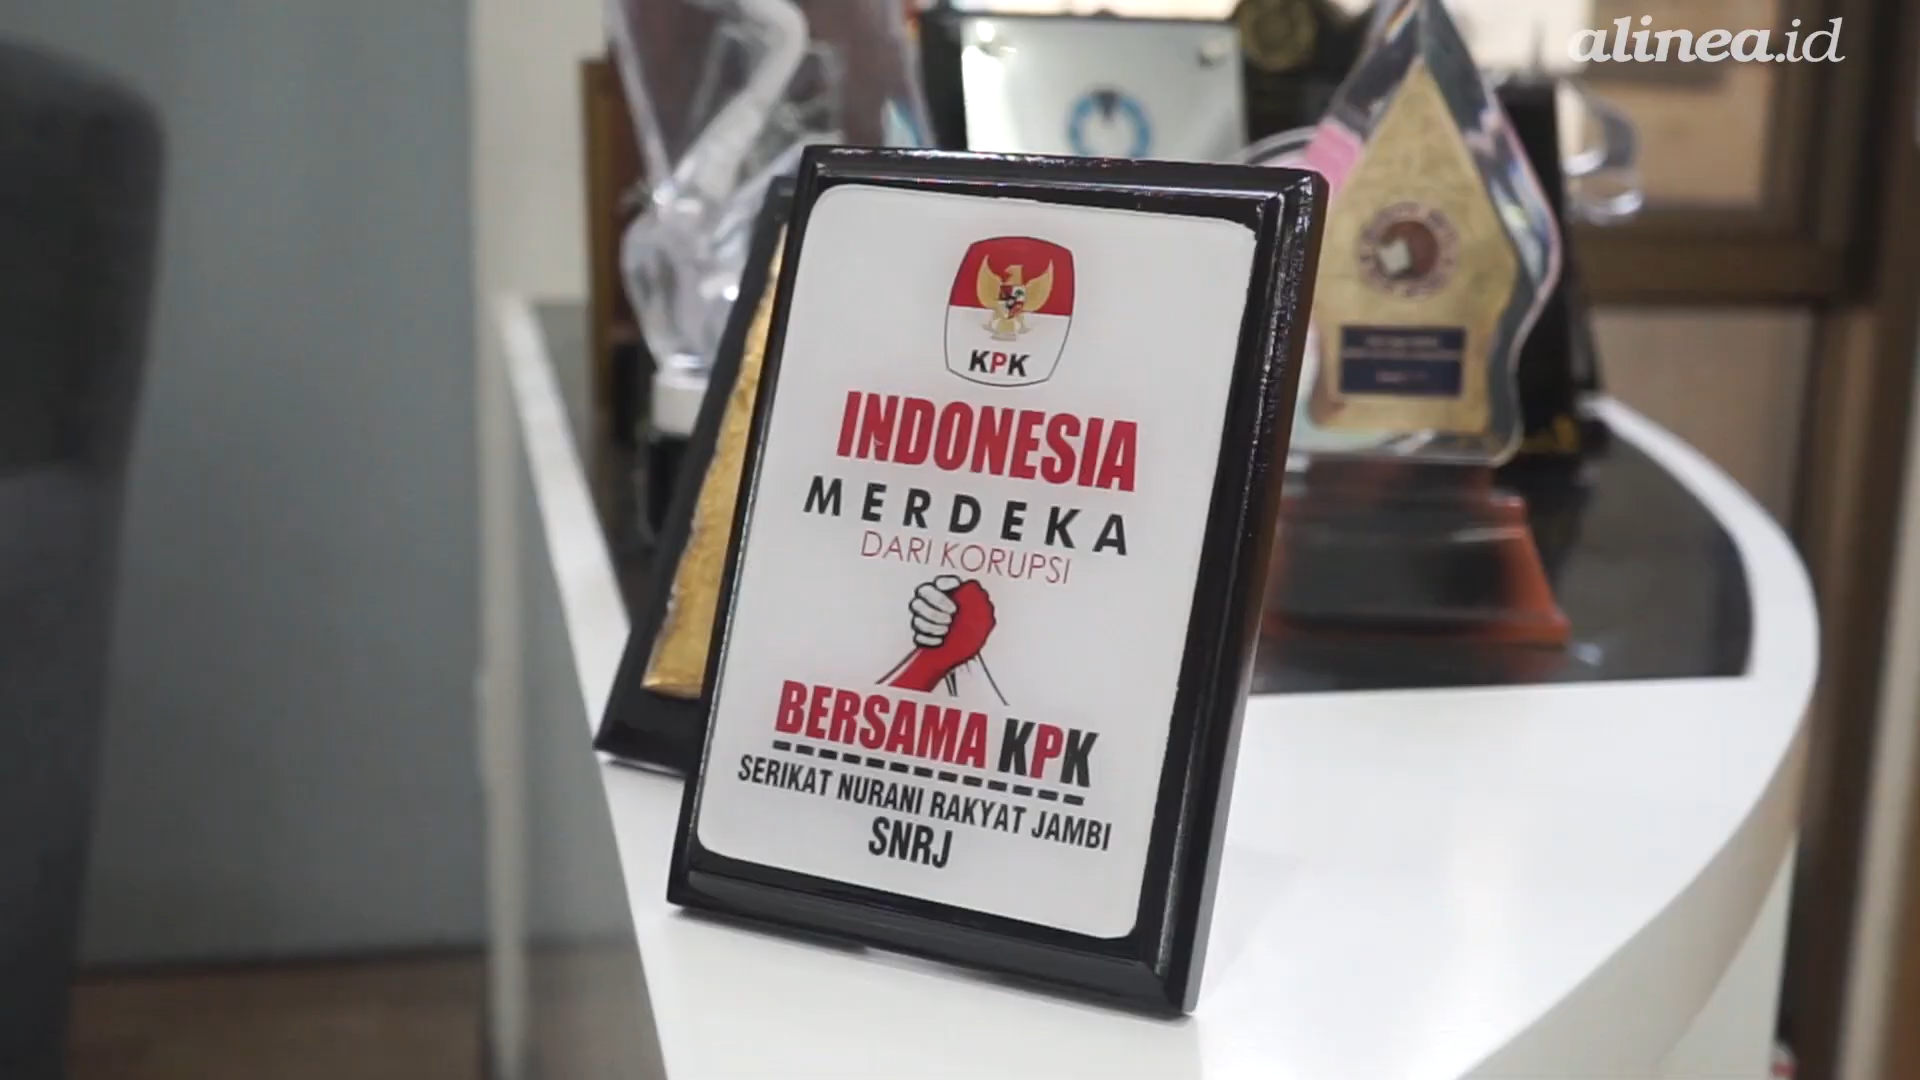 alinea.id
KPK
INDONESIA
MERDEKA
DARI KORUPSI
BERSAMA KPK
SERIKAT NURANI RAKYAT JAMBI
SNRJ